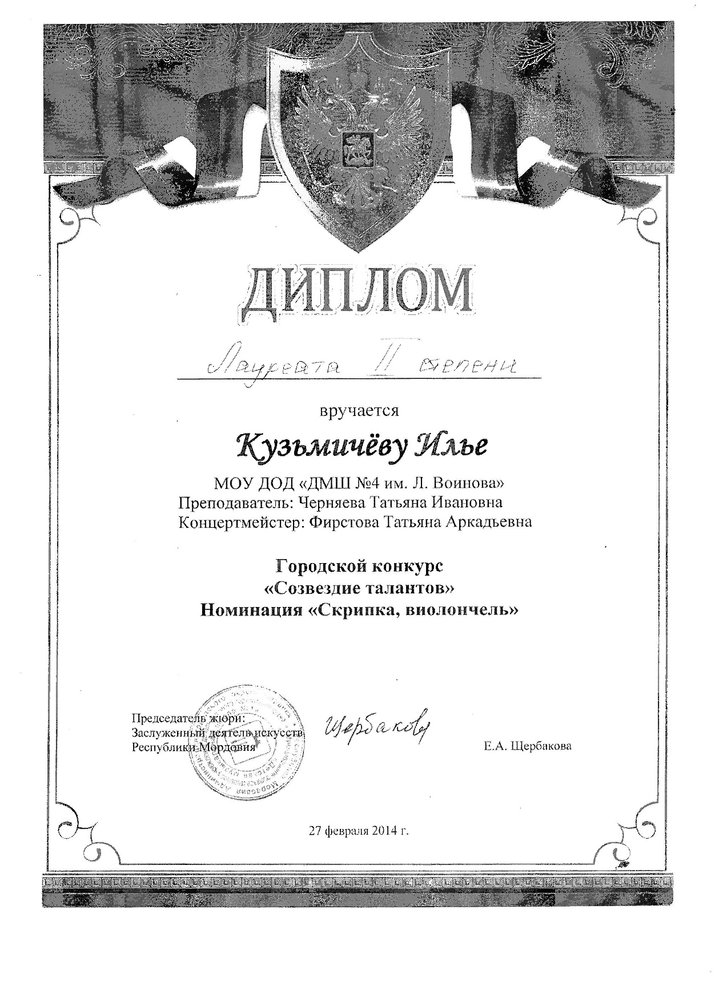 ДИПЛОМ
Лауреата II степени
вручается
Кузьмичёву Илье
МОУ ДОД «ДМШ №4 им. Л. Воинова»
Преподаватель: Черняева Татьяна Ивановна
Концертмейстер: Фирстова Татьяна Аркадьевна
Городской конкурс
«Созвездие талантов»
Номинация «Скрипка, виолончель»
Председатель жюри:
Заслуженный деятель искусств
Республики Мордовия
Щербакова
Е.А. Щербакова
27 февраля 2014 г.